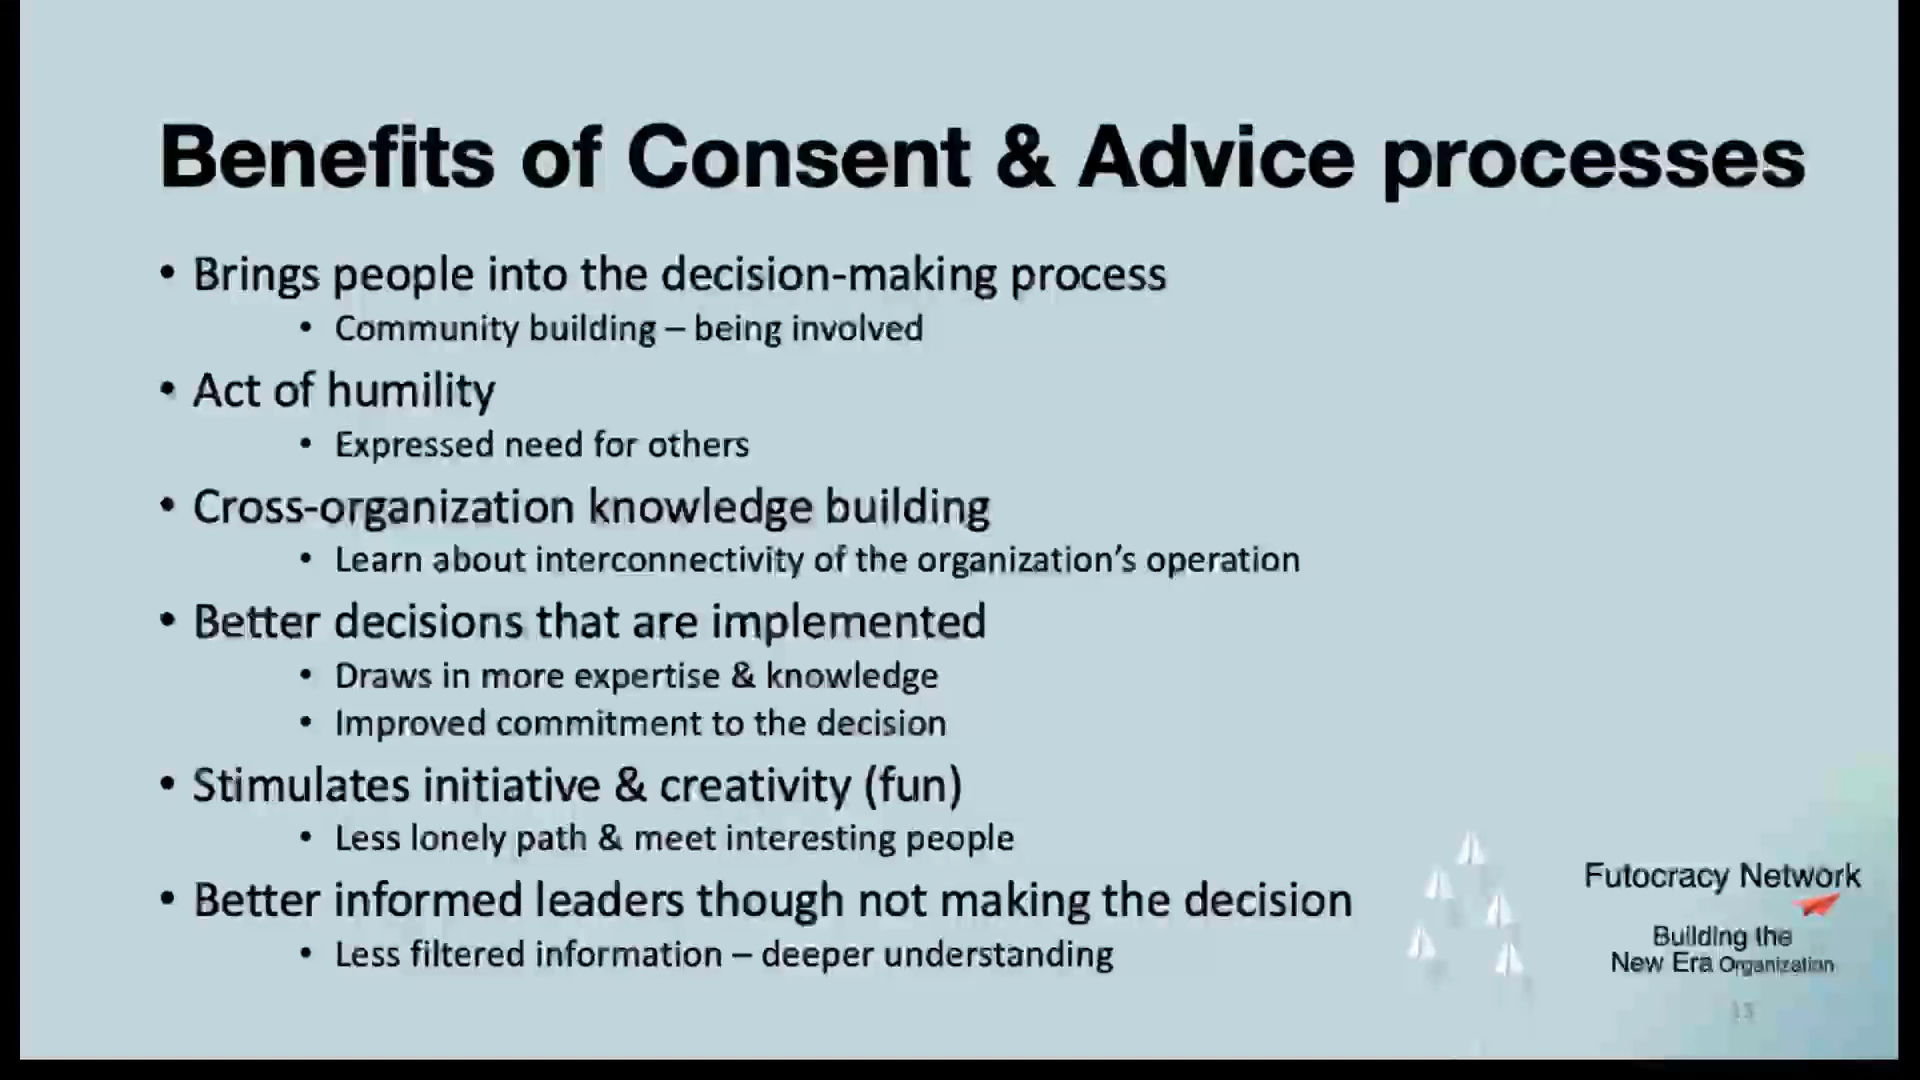 Benefits of Consent & Advice processes
• Brings people into the decision-making process
• Community building – being involved
• Act of humility
• Expressed need for others
• Cross-organization knowledge building
• Learn about interconnectivity of the organization's operation
• Better decisions that are implemented
• Draws in more expertise & knowledge
• Improved commitment to the decision
• Stimulates initiative & creativity (fun)
• Less lonely path & meet interesting people
• Better informed leaders though not making the decision
• Less filtered information – deeper understanding
Futocracy Network
Building the
New Era Organization
13